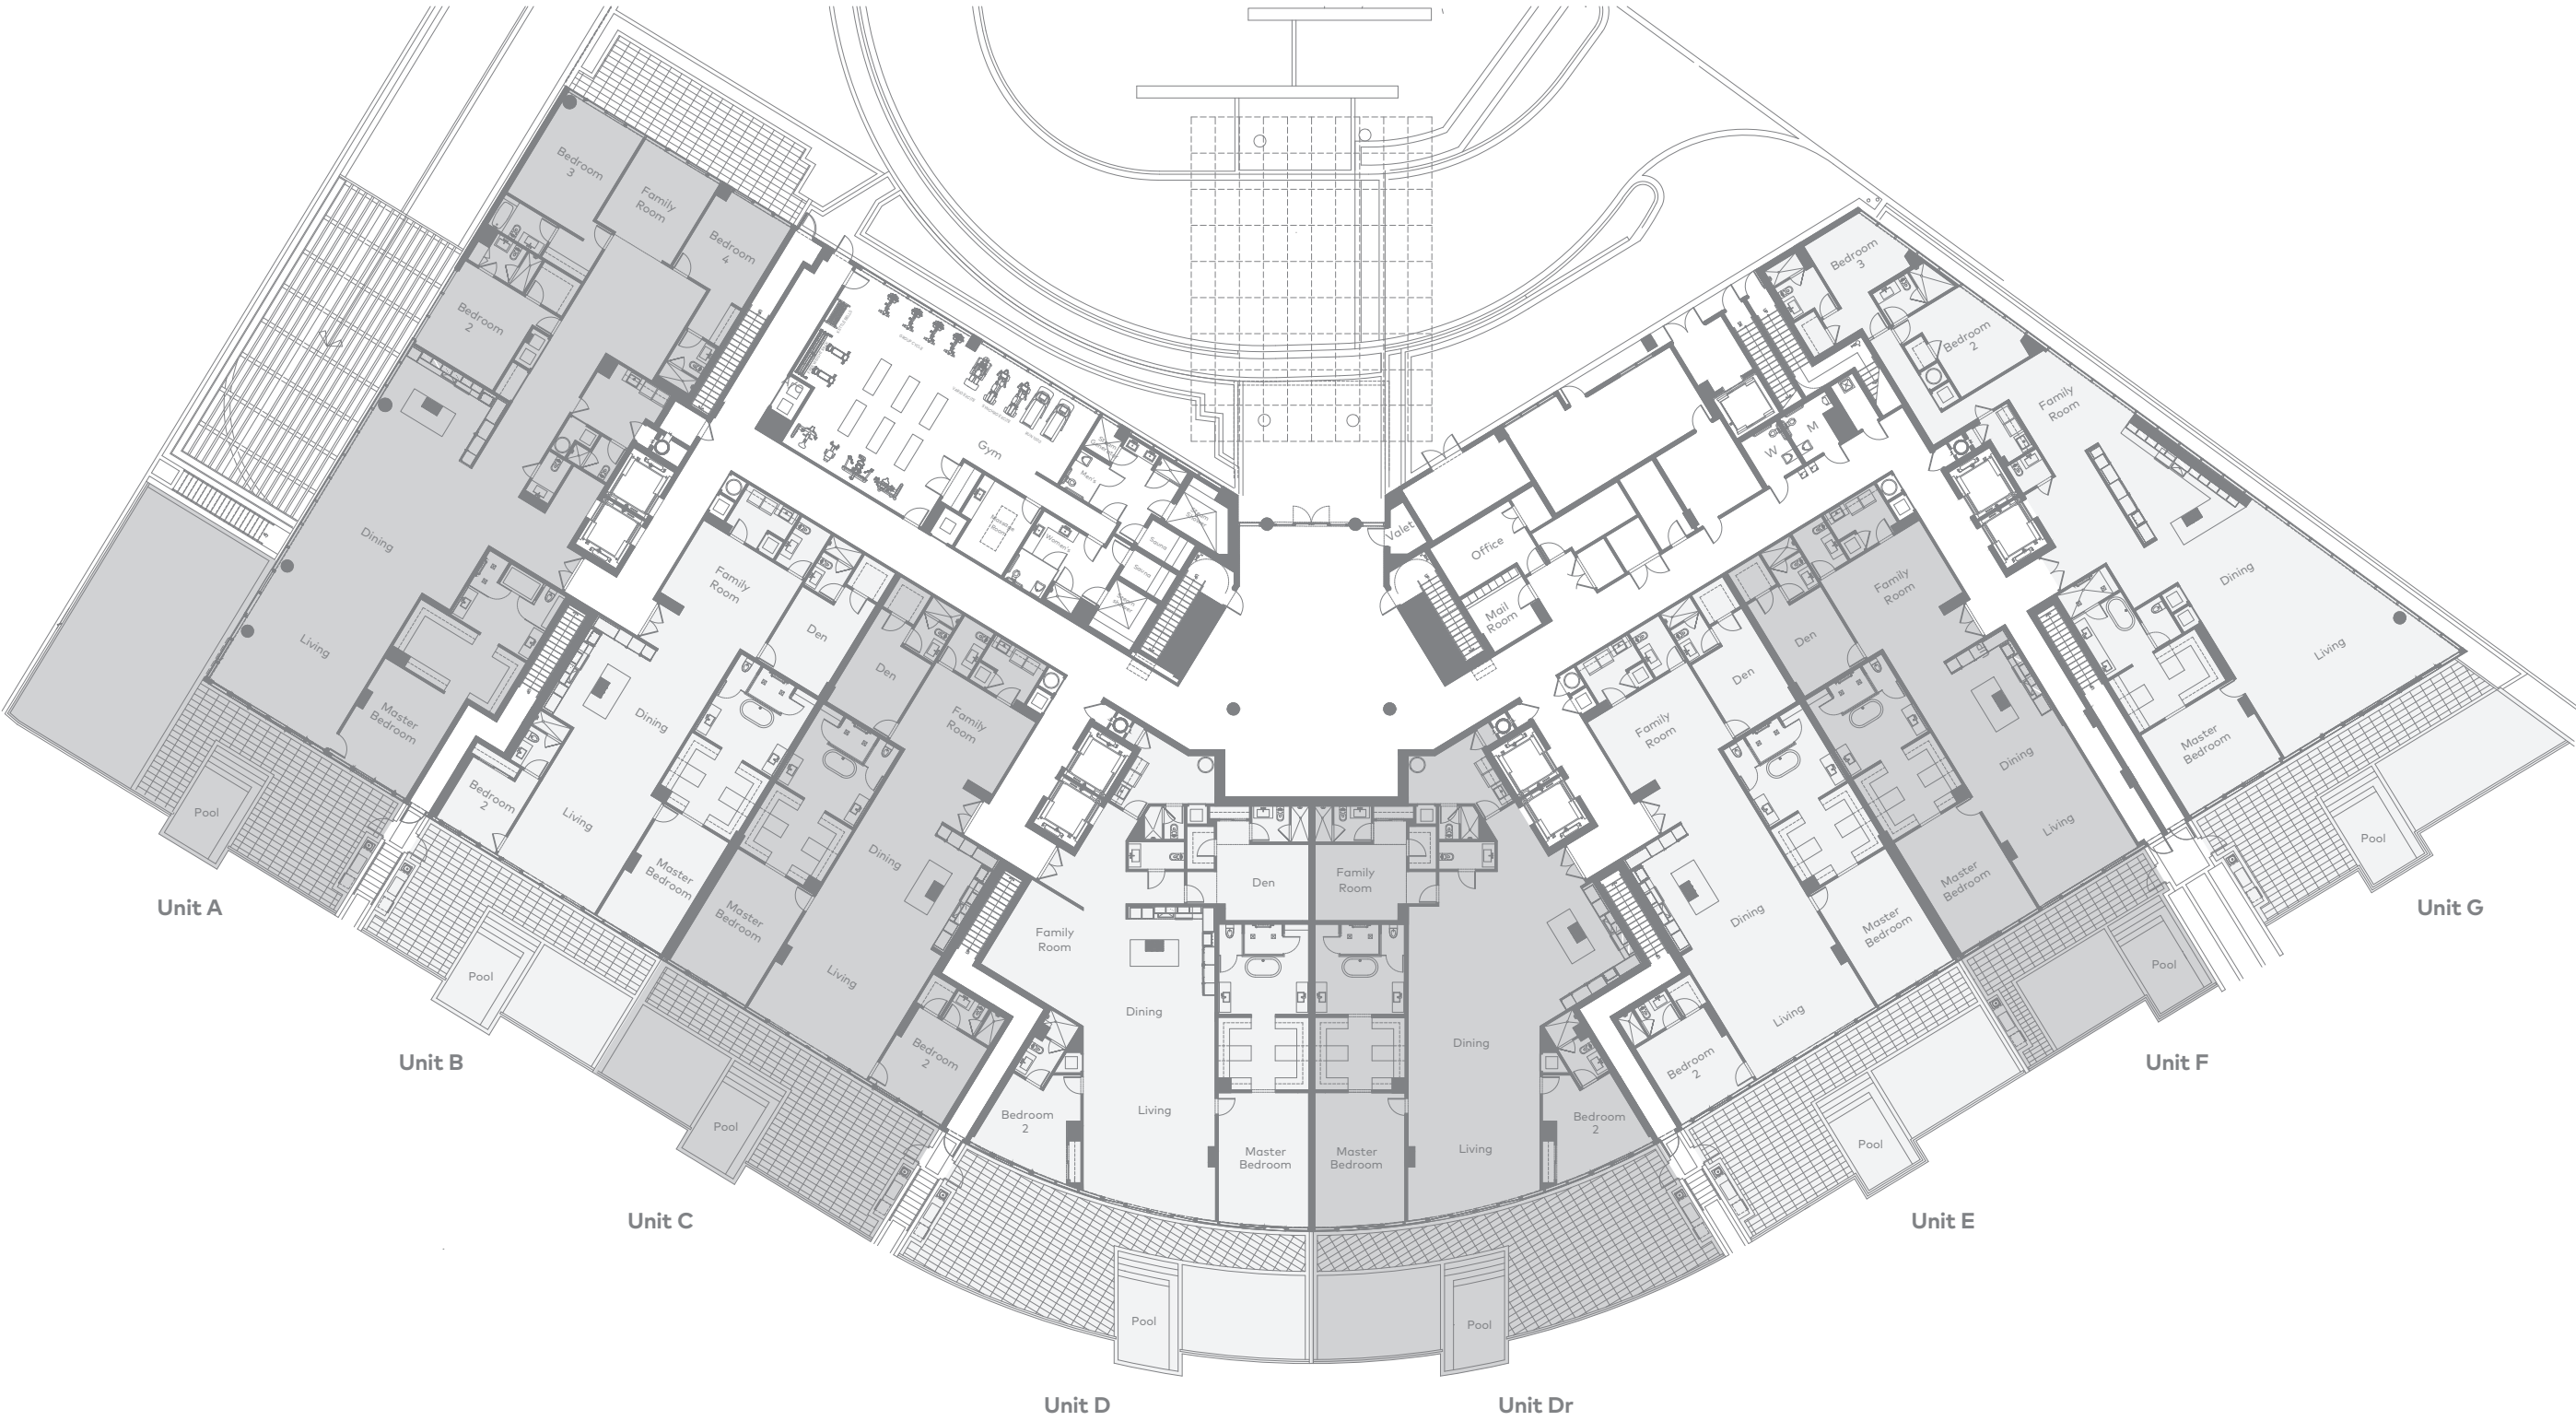 Bedroom
3
Family
Room
Bedroom
4
Bedroom
2
Dining
Living
Master
Bedroom
Pool
Unit A
Gym
Men's
Massage
Room
Women's
Sauna
Sauna
Steam
Shower
Valet
Office
Mail
Room
W
M
Family
Room
Den
Dining
Living
Bedroom
2
Master
Bedroom
Pool
Unit B
Den
Family
Room
Dining
Living
Master
Bedroom
Bedroom
2
Pool
Unit C
Den
Family
Room
Dining
Living
Bedroom
2
Master
Bedroom
Pool
Unit D
Family
Room
Dining
Living
Master
Bedroom
Bedroom
2
Pool
Unit Dr
Family
Room
Den
Dining
Living
Master
Bedroom
Bedroom
2
Pool
Unit E
Den
Family
Room
Dining
Living
Master
Bedroom
Pool
Unit F
Bedroom
3
Bedroom
2
Family
Room
Dining
Living
Master
Bedroom
Pool
Unit G